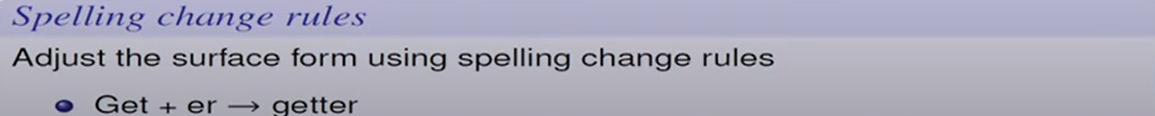 Spelling change rules
Adjust the surface form using spelling change rules
Get + er → getter